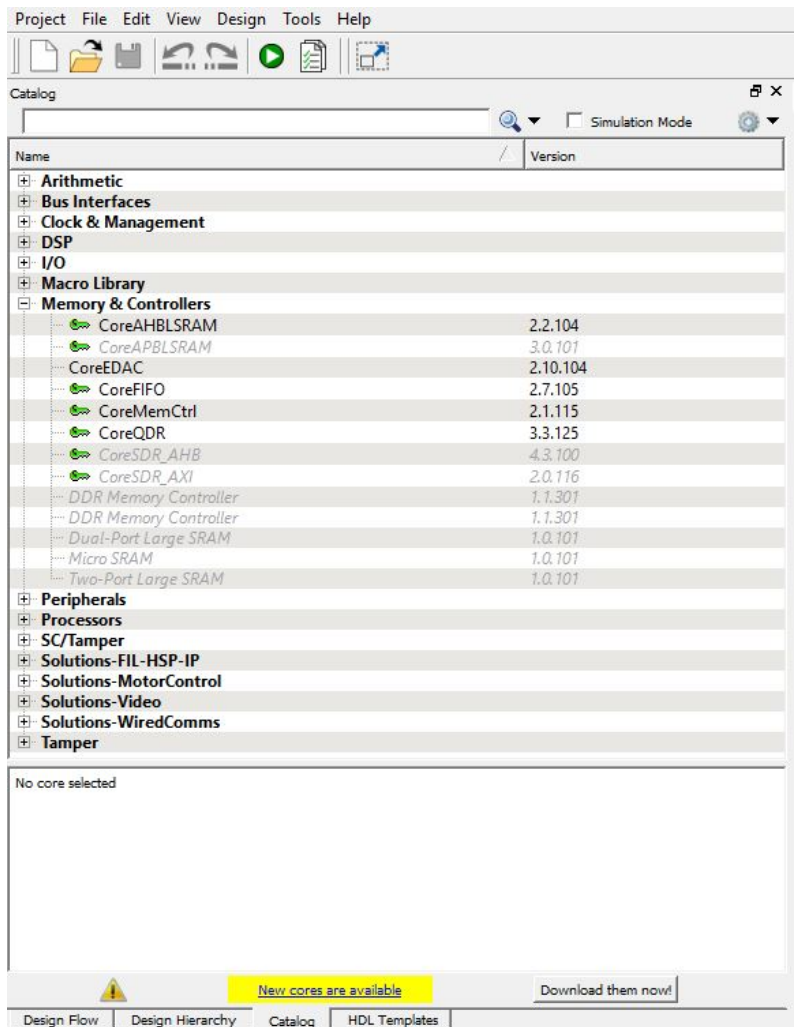 Project File Edit View Design Tools Help
Catalog
Simulation Mode
Name Version
Arithmetic
Bus Interfaces
Clock & Management
DSP
I/O
Macro Library
Memory & Controllers
CoreAHBLSRAM 2.2.104
CoreAPBLSRAM 3.0.101
CoreEDAC 2.10.104
CoreFIFO 2.7.105
CoreMemCtrl 2.1.115
CoreQDR 3.3.125
CoreSDR_AHB 4.3.100
CoreSDR_AXI 2.0.116
DDR Memory Controller 1.1.301
DDR Memory Controller 1.1.301
Dual-Port Large SRAM 1.0.101
Micro SRAM 1.0.101
Two-Port Large SRAM 1.0.101
Peripherals
Processors
SC/Tamper
Solutions-FIL-HSP-IP
Solutions-MotorControl
Solutions-Video
Solutions-WiredComms
Tamper
No core selected
New cores are available Download them now!
Design Flow Design Hierarchy Catalog HDL Templates